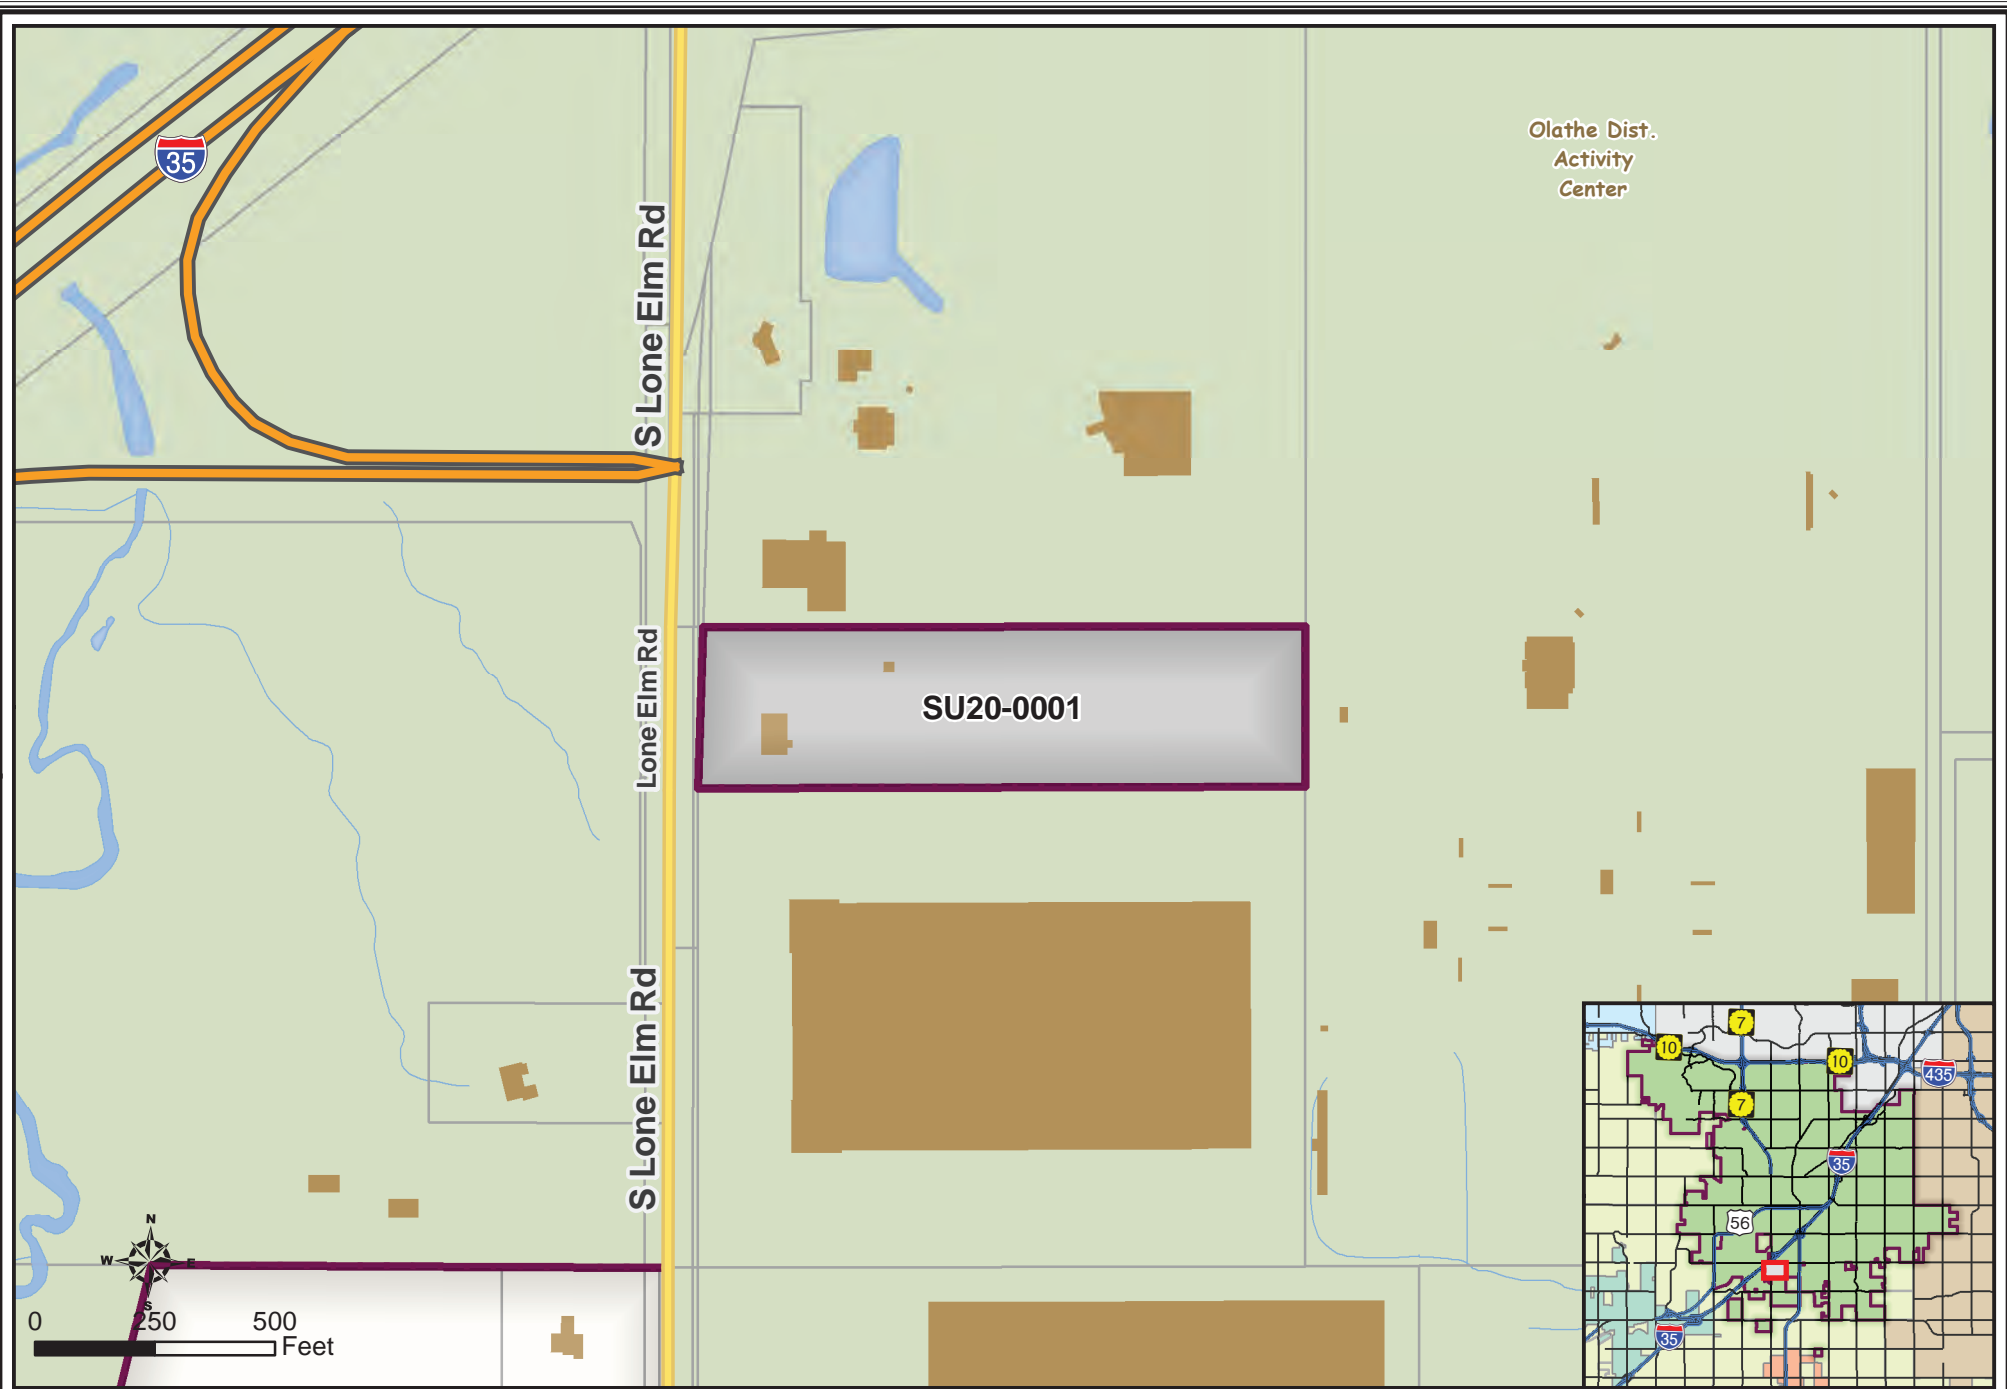 35
Olathe Dist.
Activity
Center
S Lone Elm Rd
Lone Elm Rd
SU20-0001
S Lone Elm Rd
N
W
E
S
0
250
500
Feet
7
10
10
435
7
35
56
35